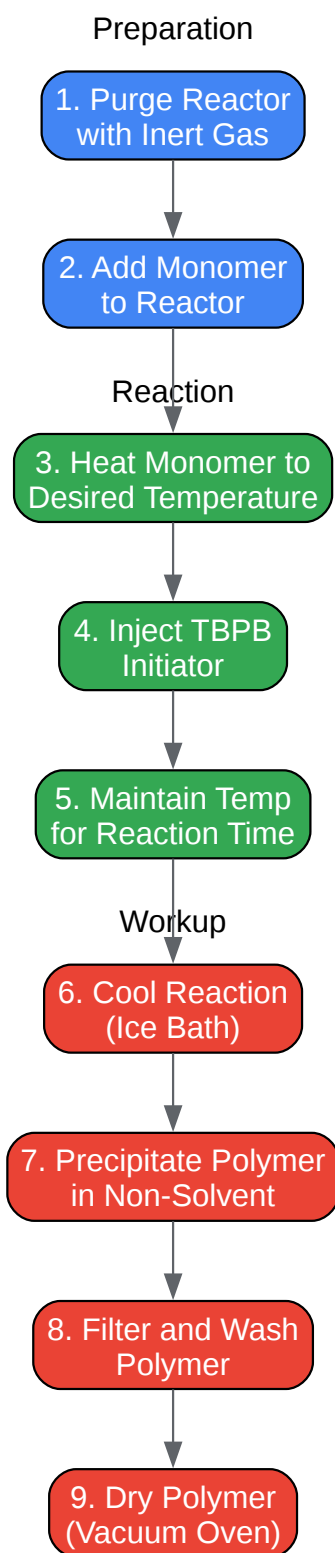 Preparation
1. Purge Reactor
with Inert Gas
2. Add Monomer
to Reactor
Reaction
3. Heat Monomer to
Desired Temperature
4. Inject TBPB
Initiator
5. Maintain Temp
for Reaction Time
Workup
6. Cool Reaction
(Ice Bath)
7. Precipitate Polymer
in Non-Solvent
8. Filter and Wash
Polymer
9. Dry Polymer
(Vacuum Oven)